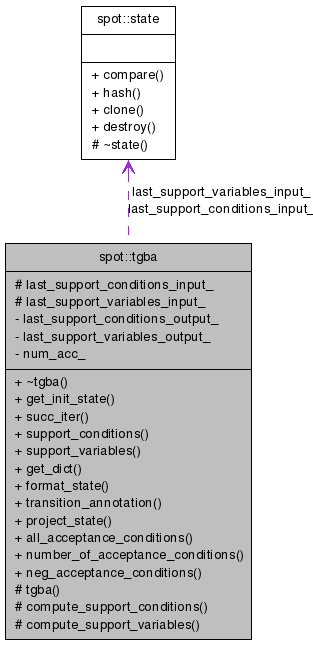 spot::state
+ compare()
+ hash()
+ clone()
+ destroy()
# ~state()
last_support_variables_input_
last_support_conditions_input_
spot::tgba
# last_support_conditions_input_
# last_support_variables_input_
- last_support_conditions_output_
- last_support_variables_output_
- num_acc_
+ ~tgba()
+ get_init_state()
+ succ_iter()
+ support_conditions()
+ support_variables()
+ get_dict()
+ format_state()
+ transition_annotation()
+ project_state()
+ all_acceptance_conditions()
+ number_of_acceptance_conditions()
+ neg_acceptance_conditions()
# tgba()
# compute_support_conditions()
# compute_support_variables()